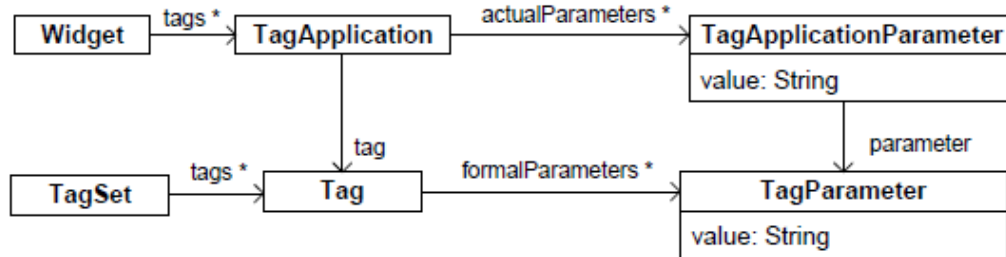 Widget
tags *
TagApplication
actualParameters *
TagApplicationParameter
value: String
tag
parameter
TagSet
tags *
Tag
formalParameters *
TagParameter
value: String